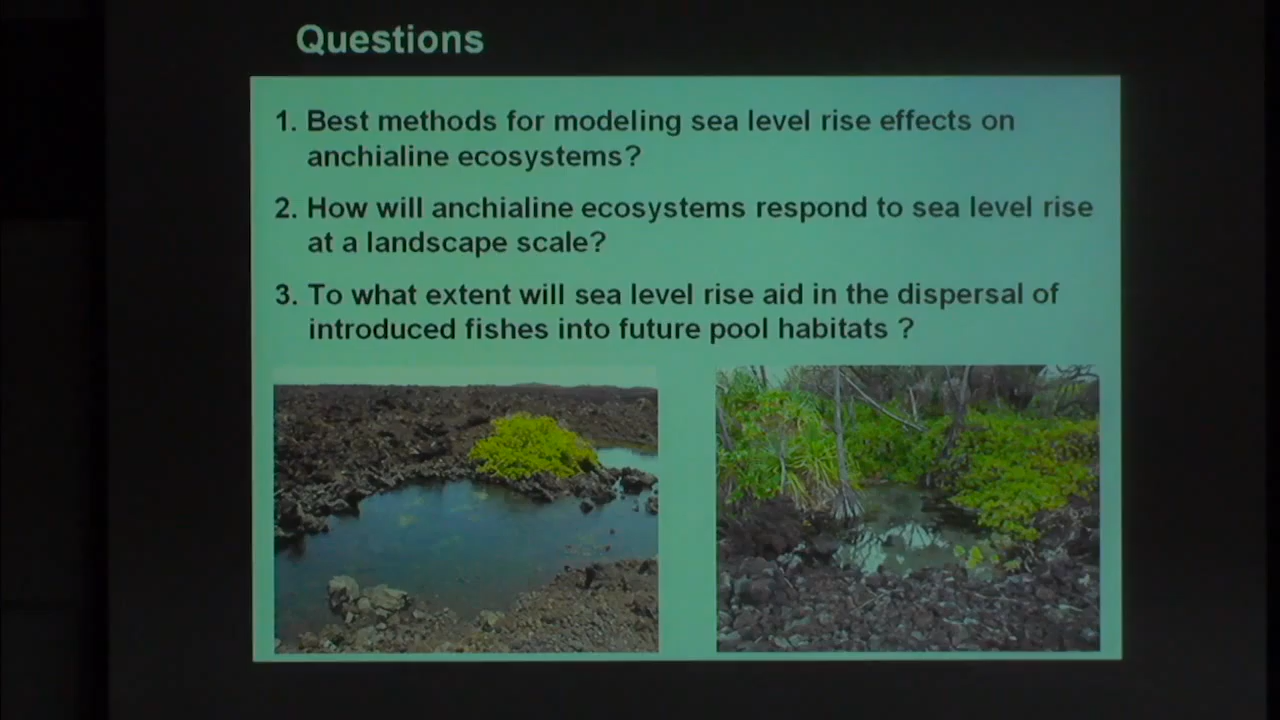 Questions
1. Best methods for modeling sea level rise effects on
anchialine ecosystems?
2. How will anchialine ecosystems respond to sea level rise
at a landscape scale?
3. To what extent will sea level rise aid in the dispersal of
introduced fishes into future pool habitats ?